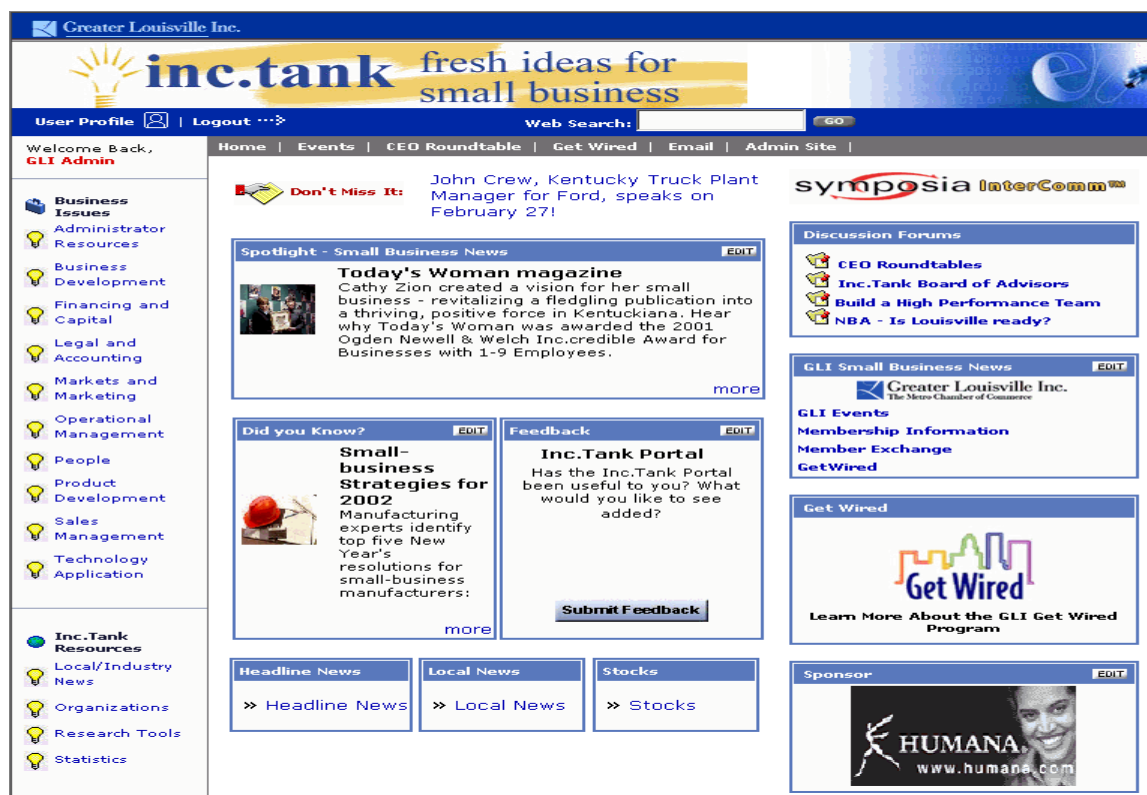 Greater Louisville Inc.
inc.tank
fresh ideas for
small business
e
User Profile | Logout
Web Search:
GO
Welcome Back,
GLI Admin
Home | Events | CEO Roundtable | Get Wired | Email | Admin Site |
Business
Issues
Administrator
Resources
Business
Development
Financing and
Capital
Legal and
Accounting
Markets and
Marketing
Operational
Management
People
Product
Development
Sales
Management
Technology
Application
Inc.Tank
Resources
Local/Industry
News
Organizations
Research Tools
Statistics
Don't Miss It:
John Crew, Kentucky Truck Plant
Manager for Ford, speaks on
February 27!
Spotlight - Small Business News
EDIT
Today's Woman magazine
Cathy Zion created a vision for her small
business - revitalizing a fledgling publication into
a thriving, positive force in Kentuckiana. Hear
why Today's Woman was awarded the 2001
Ogden Newell & Welch Inc.credible Award for
Businesses with 1-9 Employees.
more
Did you Know?
EDIT
Small-
business
Strategies for
2002
Manufacturing
experts identify
top five New
Year's
resolutions for
small-business
manufacturers:
more
Feedback
EDIT
Inc.Tank Portal
Has the Inc.Tank Portal
been useful to you? What
would you like to see
added?
Submit Feedback
Headline News
» Headline News
Local News
» Local News
Stocks
» Stocks
symposia InterComm™
Discussion Forums
CEO Roundtables
Inc.Tank Board of Advisors
Build a High Performance Team
NBA - Is Louisville ready?
GLI Small Business News
EDIT
Greater Louisville Inc.
The Metro Chamber of Commerce
GLI Events
Membership Information
Member Exchange
GetWired
Get Wired
Get Wired
Learn More About the GLI Get Wired
Program
Sponsor
EDIT
HUMANA.
www.humana.com